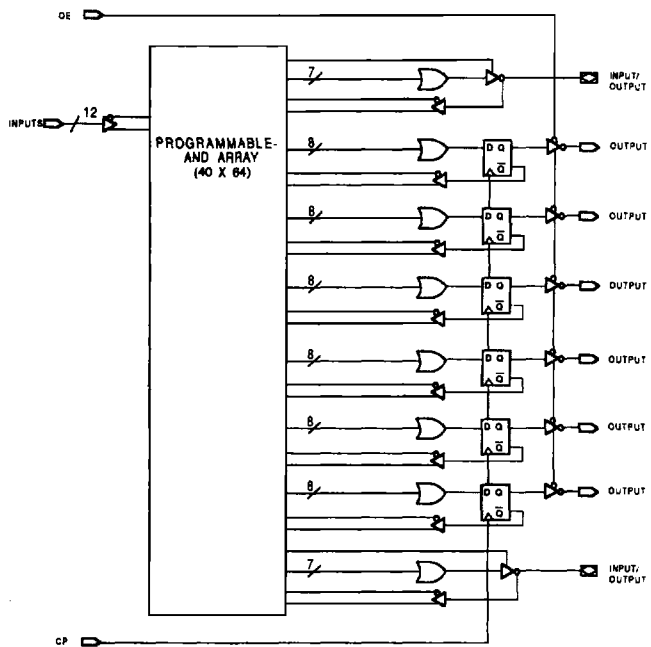 OE
7
INPUT/
OUTPUT
12
INPUTS
PROGRAMMABLE-
AND ARRAY
(40 X 64)
8
D Q
Q
OUTPUT
8
D Q
Q
OUTPUT
8
D Q
Q
OUTPUT
8
D Q
Q
OUTPUT
8
D Q
Q
OUTPUT
8
D Q
Q
OUTPUT
7
INPUT/
OUTPUT
CP